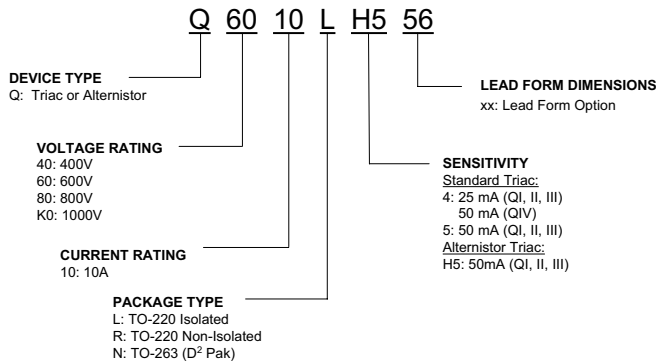 Q 60 10 L H5 56
DEVICE TYPE
Q: Triac or Alternistor
VOLTAGE RATING
40: 400V
60: 600V
80: 800V
K0: 1000V
CURRENT RATING
10: 10A
PACKAGE TYPE
L: TO-220 Isolated
R: TO-220 Non-Isolated
N: TO-263 (D² Pak)
LEAD FORM DIMENSIONS
xx: Lead Form Option
SENSITIVITY
Standard Triac:
4: 25 mA (QI, II, III)
50 mA (QIV)
5: 50 mA (QI, II, III)
Alternistor Triac:
H5: 50mA (QI, II, III)